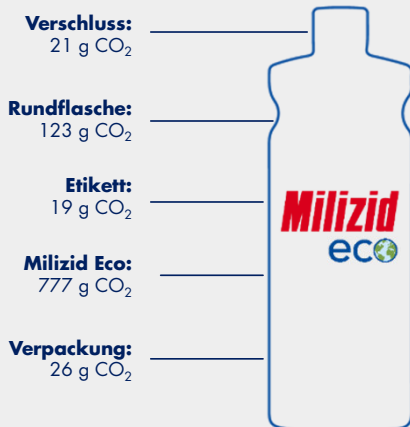 Verschluss:
21 g CO₂
Rundflasche:
123 g CO₂
Etikett:
19 g CO₂
Milizid Eco:
777 g CO₂
Verpackung:
26 g CO₂
Milizid
eco